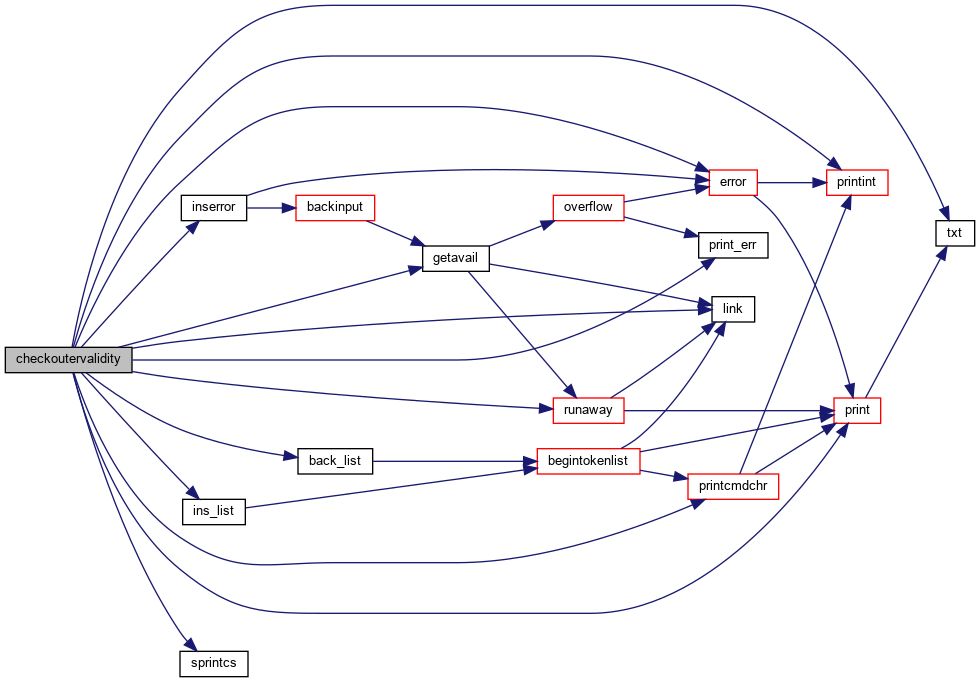 error
printint
inserror
backinput
overflow
txt
print_err
getavail
link
checkoutervalidity
runaway
print
back_list
begintokenlist
printcmdchr
ins_list
sprintcs